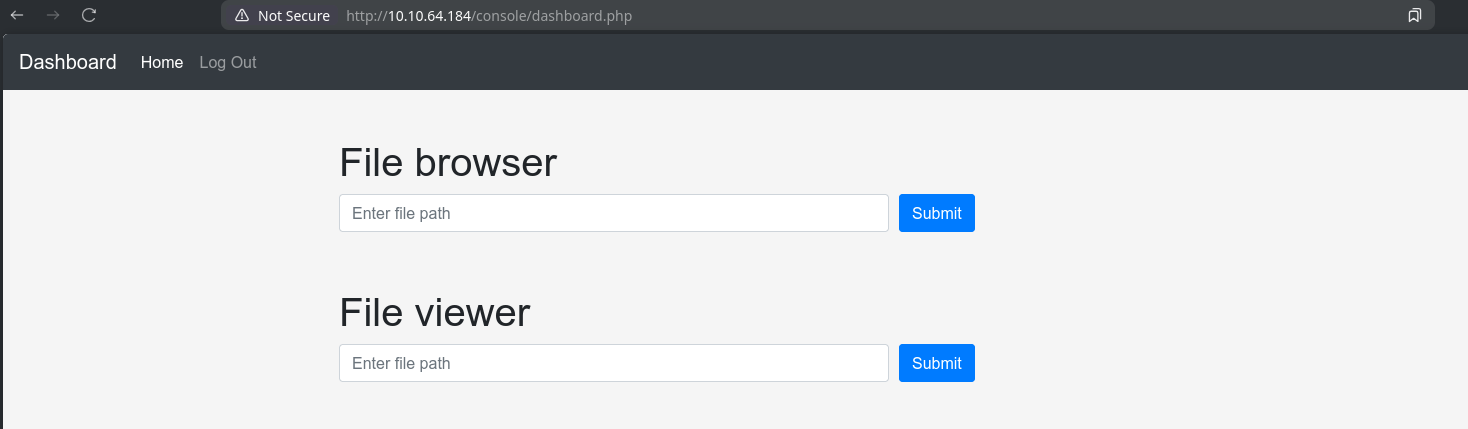 Not Secure http://10.10.64.184/console/dashboard.php
Dashboard Home Log Out
File browser
Enter file path Submit
File viewer
Enter file path Submit